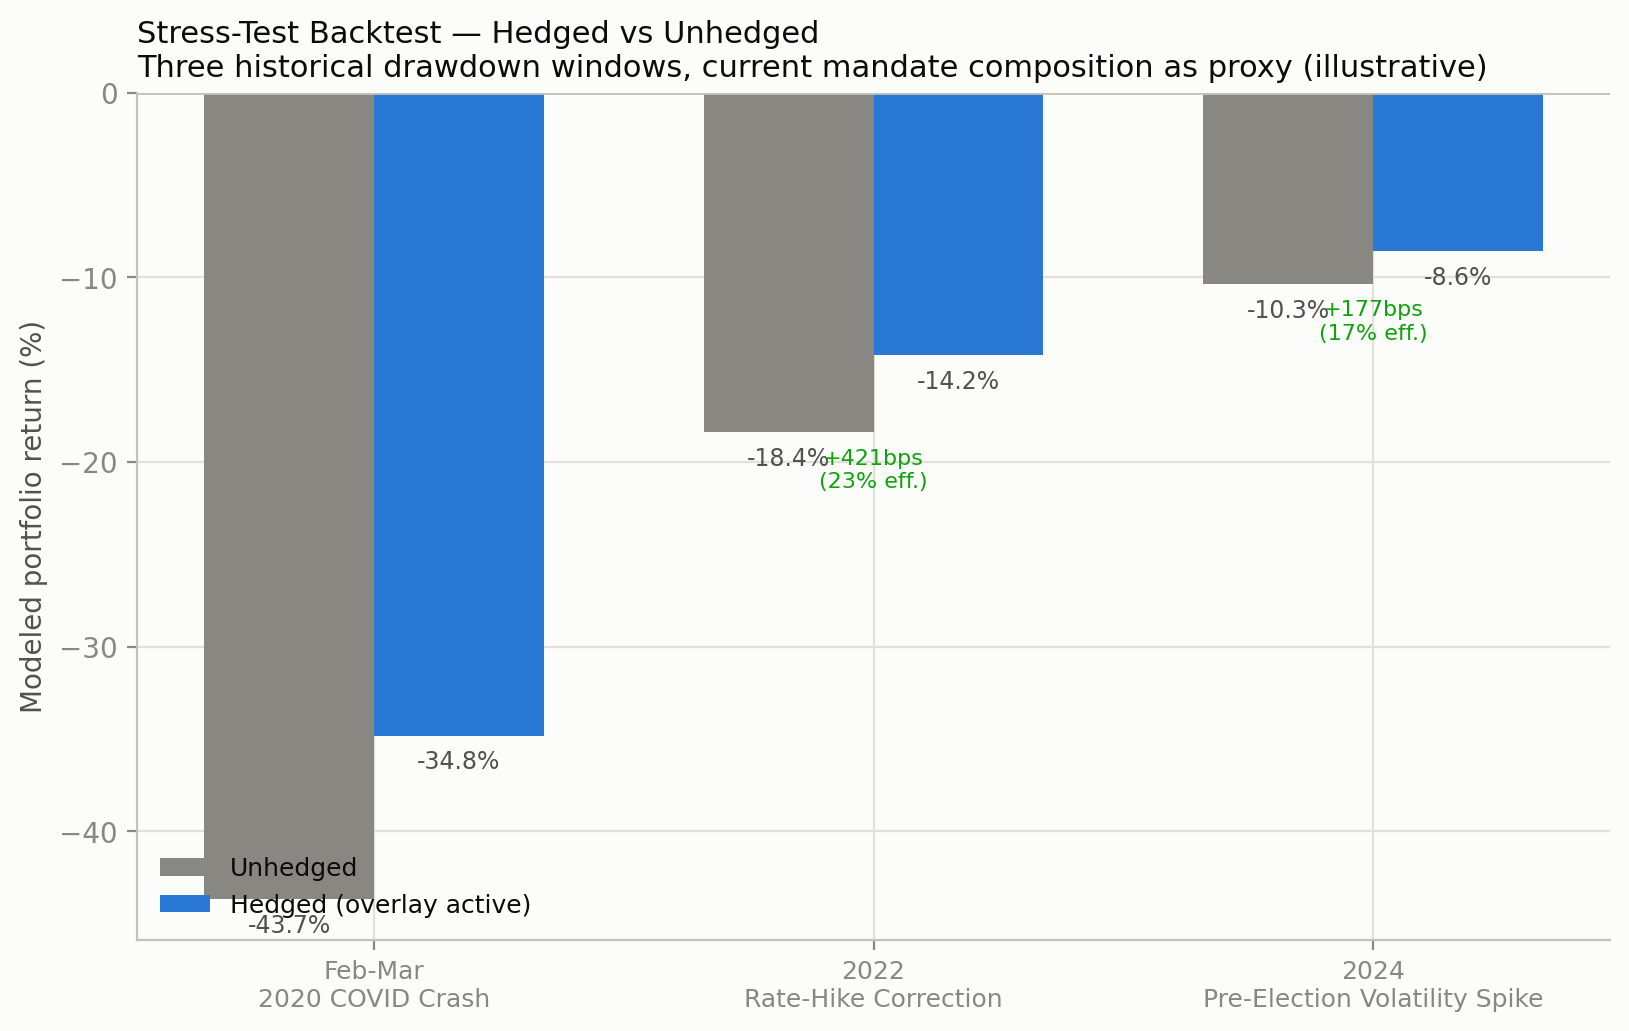 Stress-Test Backtest — Hedged vs Unhedged
Three historical drawdown windows, current mandate composition as proxy (illustrative)
Modeled portfolio return (%)
0
−10
−20
−30
−40
-43.7%
-34.8%
-18.4%
-14.2%
+421bps
(23% eff.)
-10.3%
-8.6%
+177bps
(17% eff.)
Unhedged
Hedged (overlay active)
Feb-Mar
2020 COVID Crash
2022
Rate-Hike Correction
2024
Pre-Election Volatility Spike